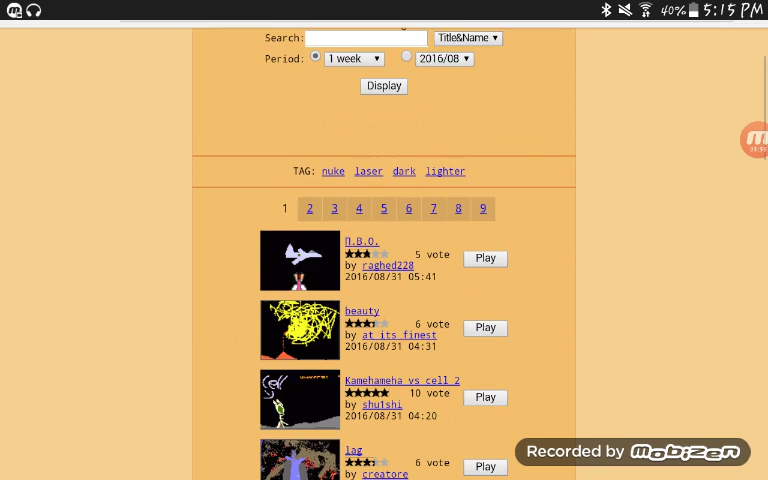 40% 5:15 PM
Search: Title&Name
Period: 1 week 2016/08
Display
TAG: nuke laser dark lighter
1 2 3 4 5 6 7 8 9
П.В.О.
5 vote
by raghed228
2016/08/31 05:41
Play
beauty
6 vote
by at its finest
2016/08/31 04:31
Play
Kamehameha vs cell 2
10 vote
by shu1shi
2016/08/31 04:20
Play
Cell
lag
6 vote
by creatore
Play
Recorded by mobizen